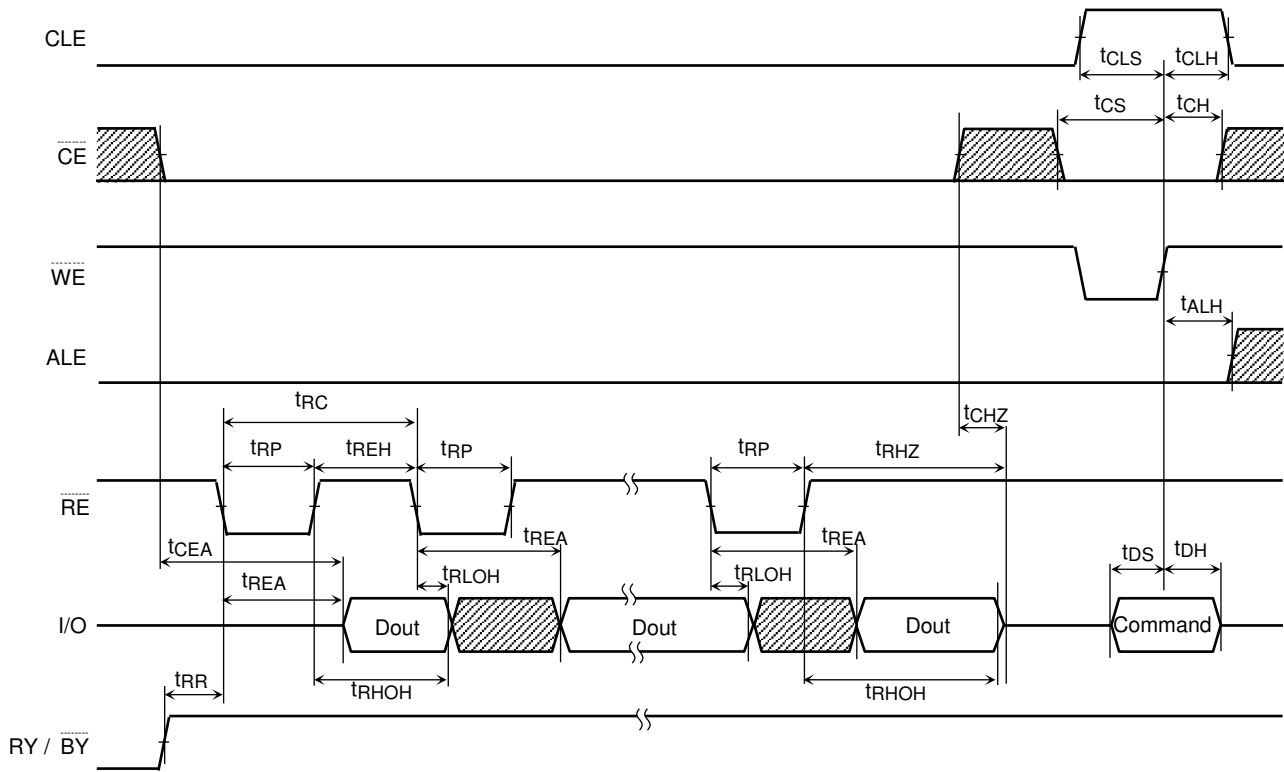 CLE
tCLS tCLH
tCS tCH
CE
WE
tALH
ALE
tRC
tCHZ
tRP tREH tRP tRP tRHZ
RE
tCEA tREA tREA
tREA tRLOH tRLOH tDS tDH
I/O Dout Dout Dout Command
tRR tRHOH tRHOH
RY / BY